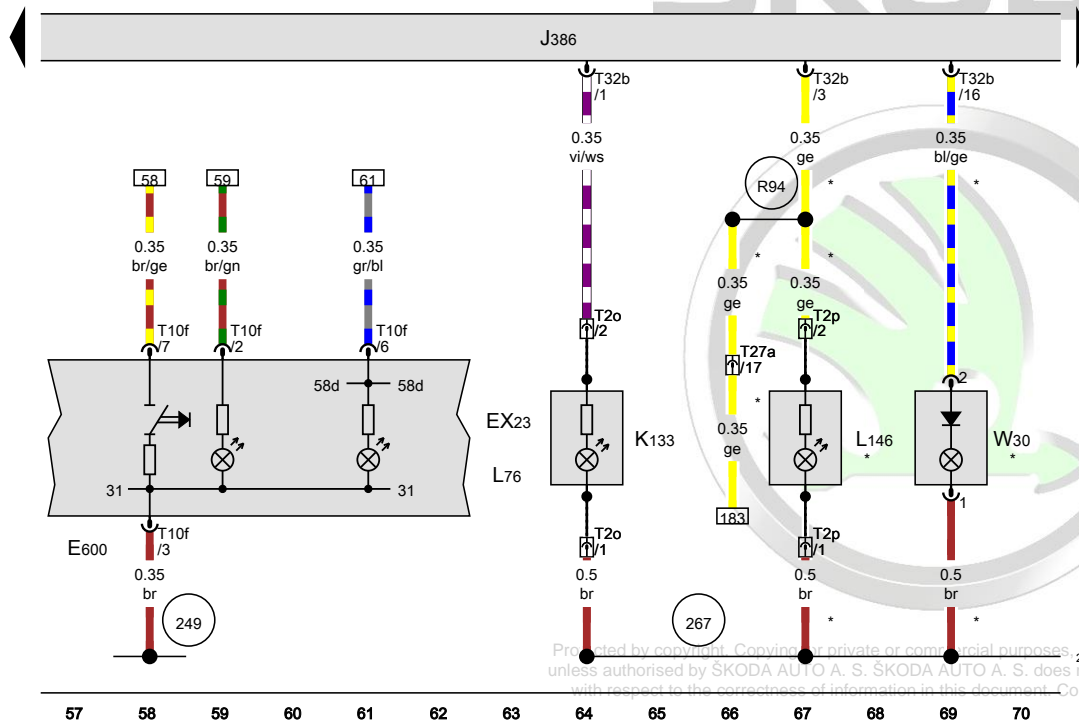 ŠKOD
J386
T32b
/1
T32b
/3
T32b
/16
0.35
vi/ws
0.35
ge
0.35
bl/ge
*
*
R94
58
59
61
0.35
br/ge
0.35
br/gn
0.35
gr/bl
*
*
0.35
ge
0.35
ge
T10f
/7
T10f
/2
T10f
/6
T2o
/2
T2p
/2
T27a
/17
58d
58d
2
*
EX23
K133
0.35
ge
L146
*
W30
*
L76
31
31
183
1
E600
T10f
/3
T2o
/1
T2p
/1
0.35
br
0.5
br
0.5
br
0.5
br
249
267
*
*
2
Protected by copyright. Copying for private or commercial purposes,
unless authorised by ŠKODA AUTO A. S. ŠKODA AUTO A. S. does
with respect to the correctness of information in this document. Co
57 58 59 60 61 62 63 64 65 66 67 68 69 70